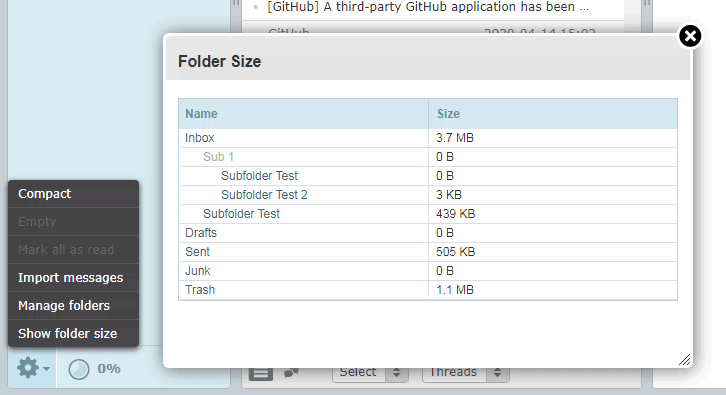 [GitHub] A third-party GitHub application has been ...
GitHub 2020-04-14 15:02
Folder Size
Name Size
Inbox 3.7 MB
Sub 1 0 B
Subfolder Test 0 B
Subfolder Test 2 3 KB
Subfolder Test 439 KB
Drafts 0 B
Sent 505 KB
Junk 0 B
Trash 1.1 MB
Compact
Empty
Mark all as read
Import messages
Manage folders
Show folder size
0%
Select
Threads